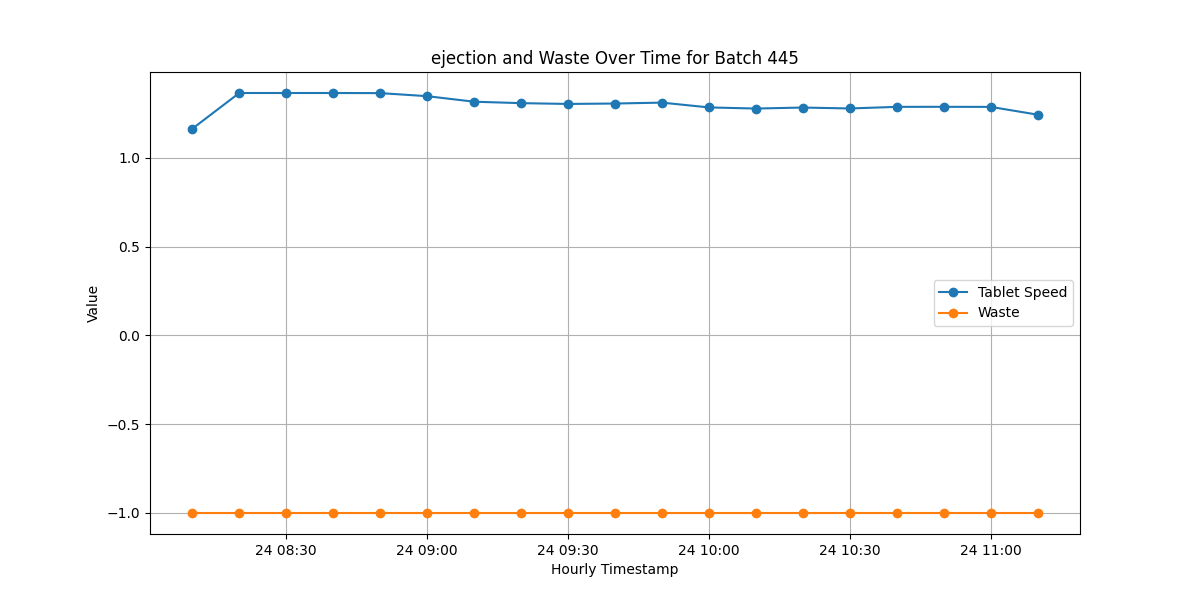 ejection and Waste Over Time for Batch 445
1.0
0.5
0.0
−0.5
−1.0
Value
Tablet Speed
Waste
24 08:30
24 09:00
24 09:30
24 10:00
24 10:30
24 11:00
Hourly Timestamp